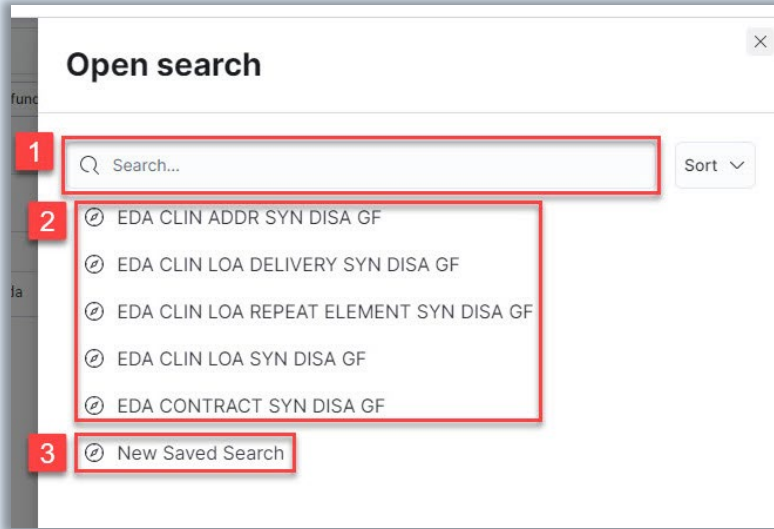 Open search
func
1
Search...
Sort
2
EDA CLIN ADDR SYN DISA GF
EDA CLIN LOA DELIVERY SYN DISA GF
da
EDA CLIN LOA REPEAT ELEMENT SYN DISA GF
EDA CLIN LOA SYN DISA GF
EDA CONTRACT SYN DISA GF
3
New Saved Search